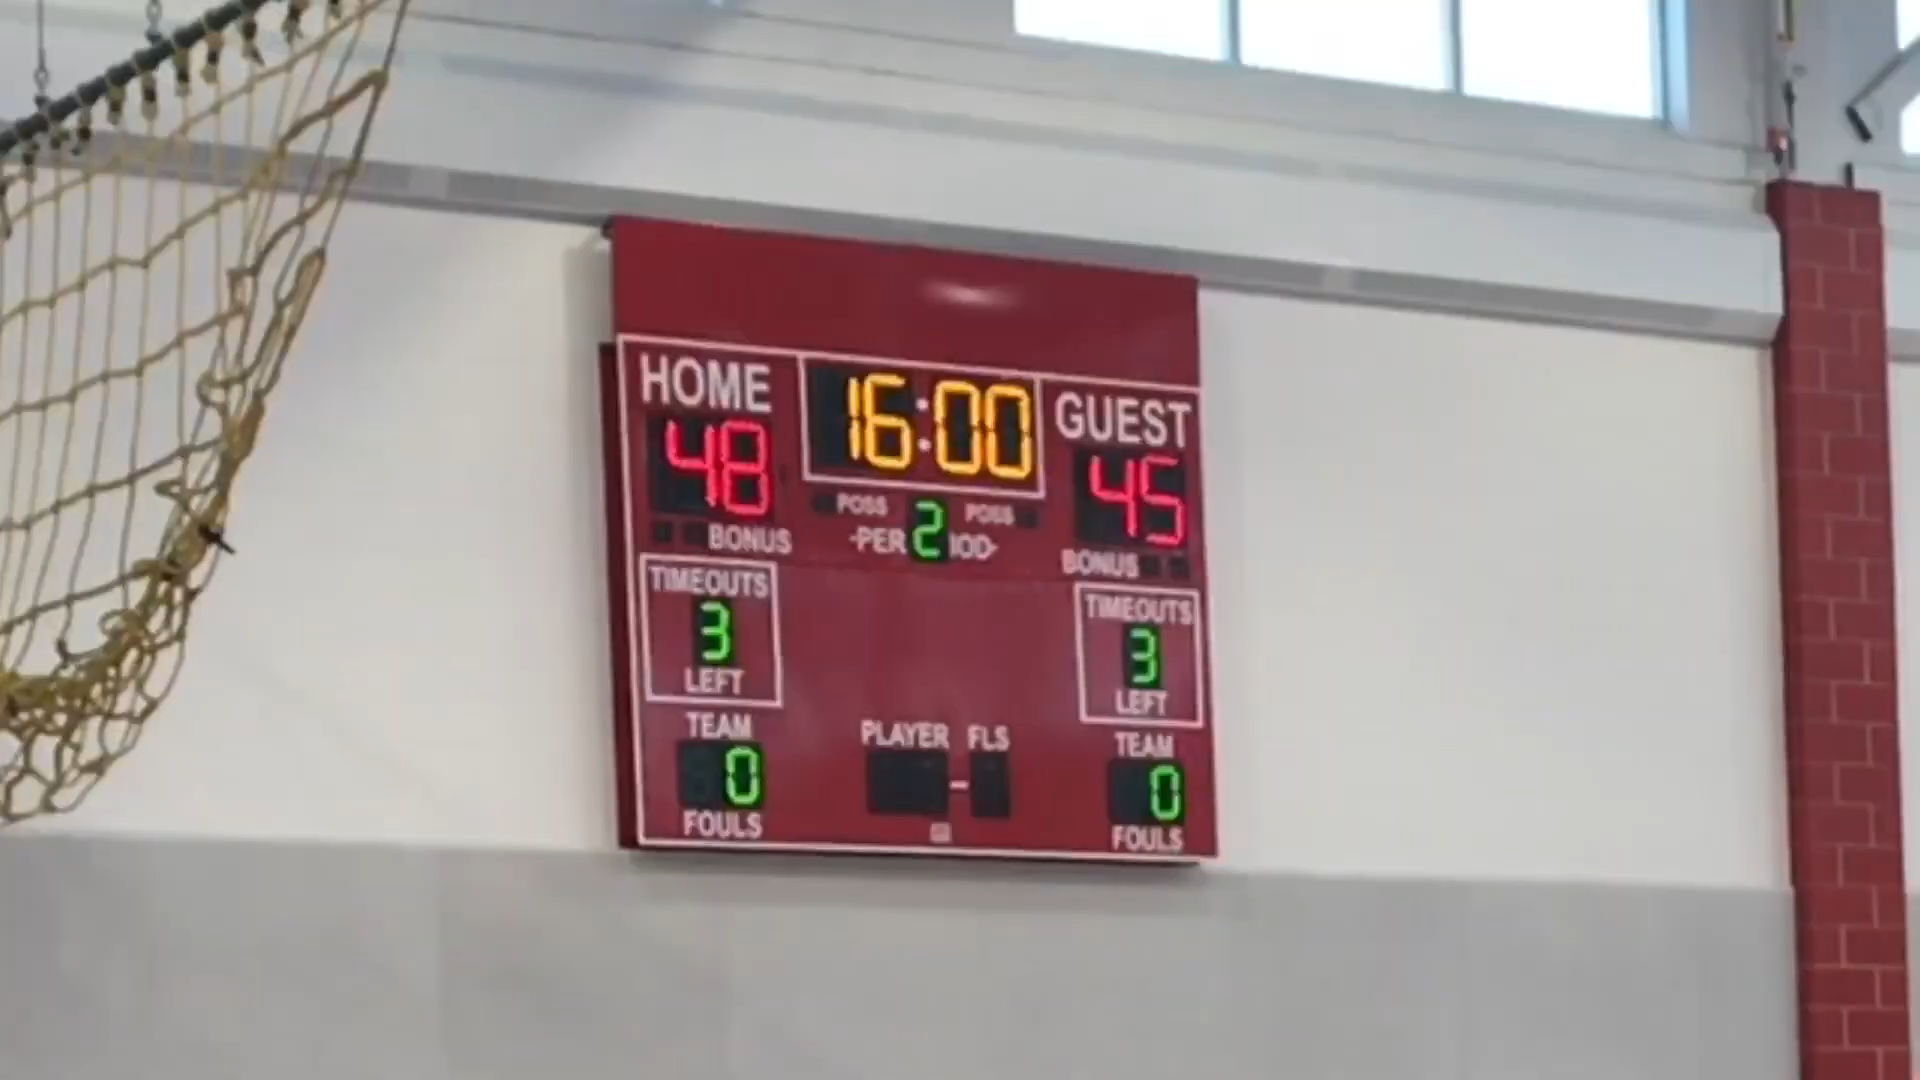 HOME 16:00 GUEST
48 45
POSS POSS
BONUS -PER 2 IOD- BONUS
TIMEOUTS TIMEOUTS
3 3
LEFT LEFT
TEAM PLAYER FLS TEAM
0 - 0
FOULS FOULS